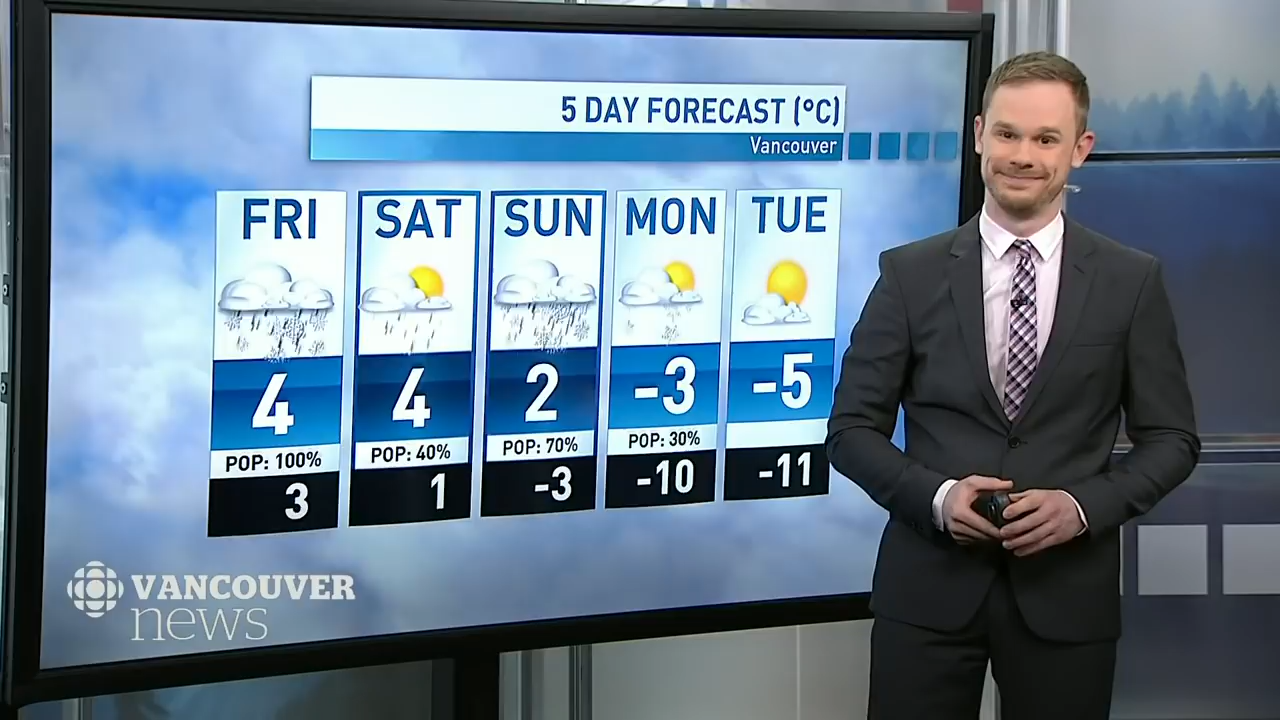 5 DAY FORECAST (°C)
Vancouver
FRI
4
POP: 100%
3
SAT
4
POP: 40%
1
SUN
2
POP: 70%
-3
MON
-3
POP: 30%
-10
TUE
-5
-11
VANCOUVER
news